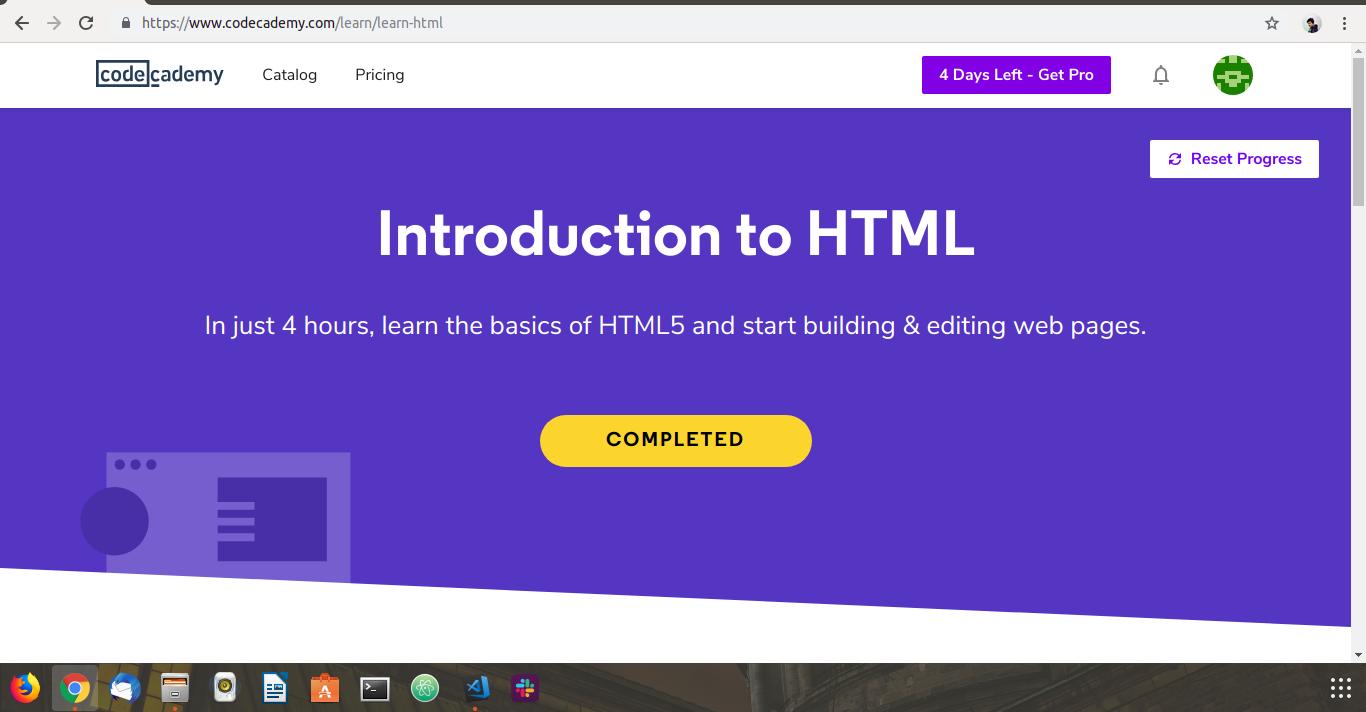 https://www.codecademy.com/learn/learn-html
codecademy
Catalog
Pricing
4 Days Left - Get Pro
Reset Progress
Introduction to HTML
In just 4 hours, learn the basics of HTML5 and start building & editing web pages.
COMPLETED